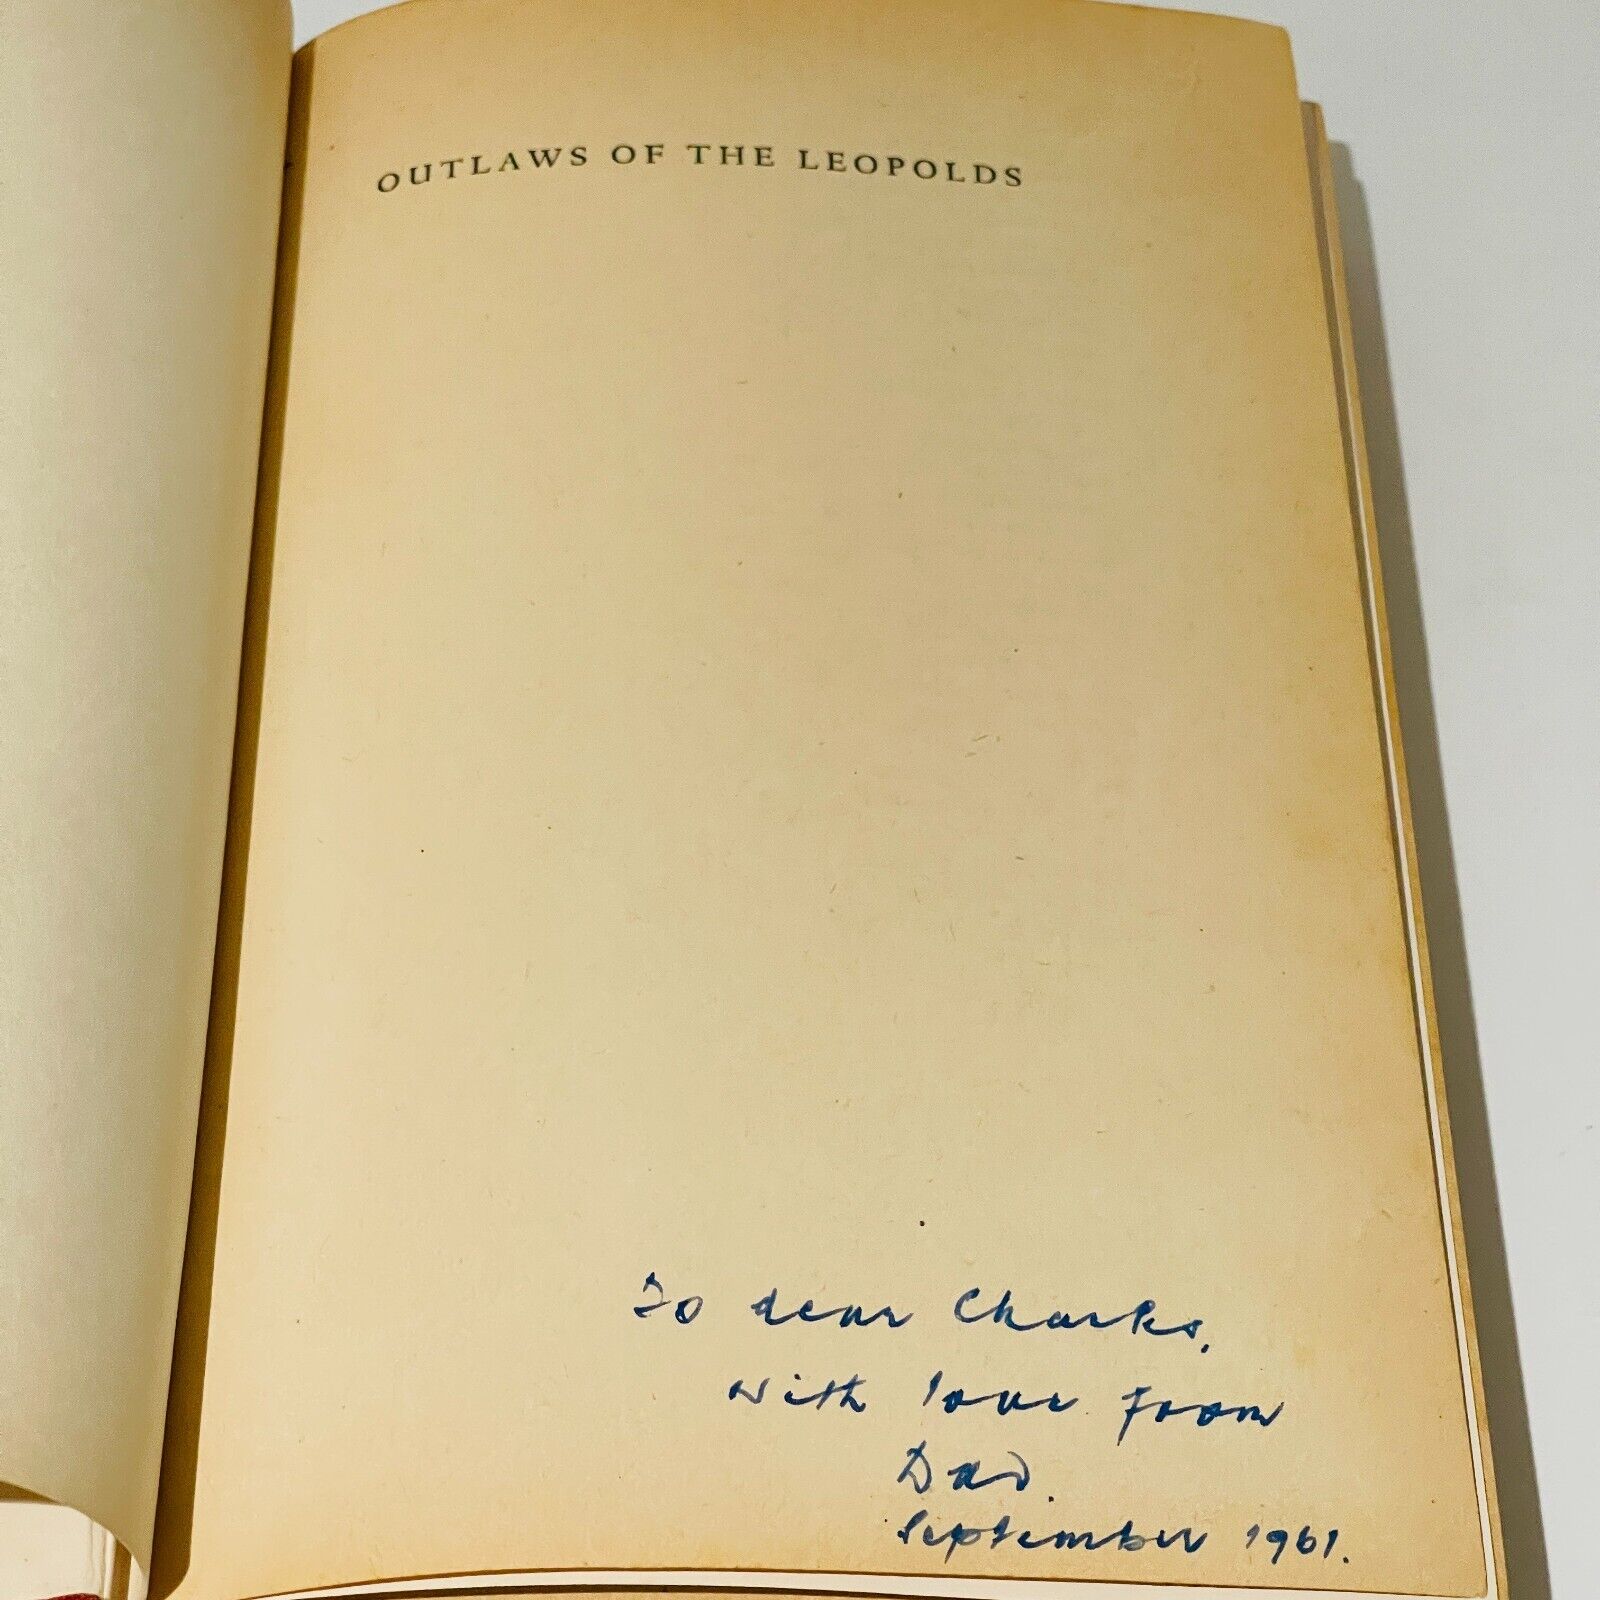 OUTLAWS OF THE LEOPOLDS
To dear Charles,
with love from
Dad.
September 1961.